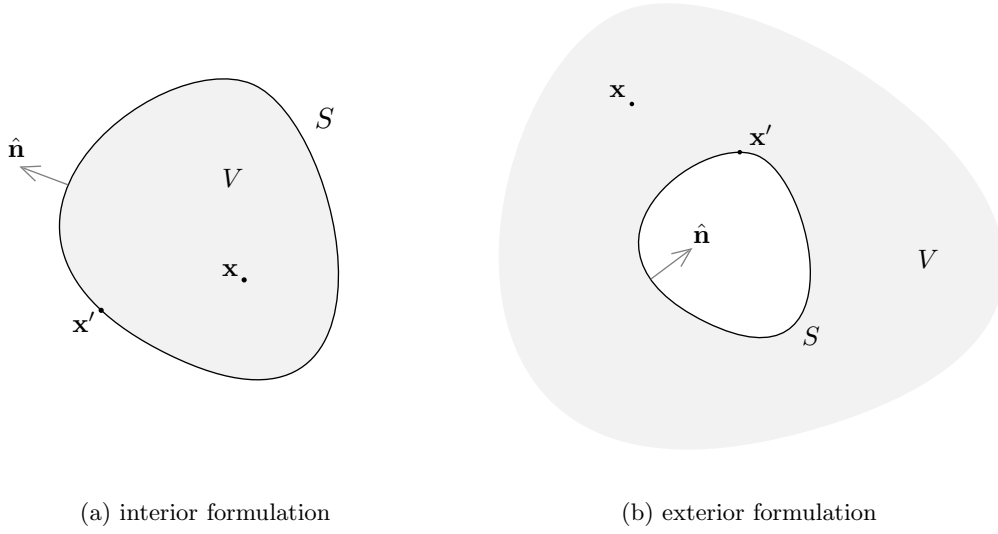 n̂
S
V
x
x′
(a) interior formulation
x
x′
n̂
V
S
(b) exterior formulation